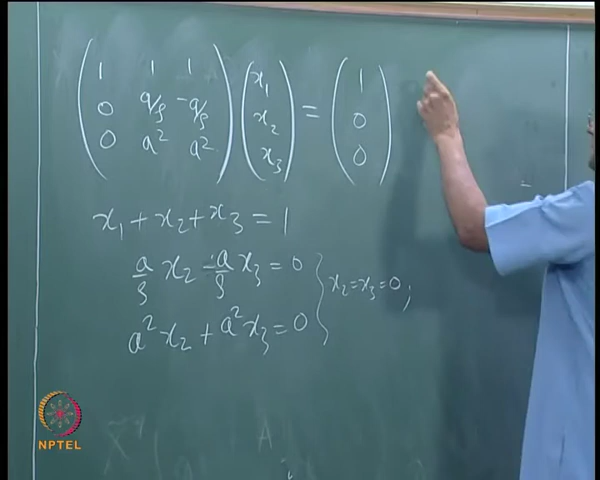 1 1 1 x₁ 1
0 a/ρ -a/ρ x₂ = 0
0 a² a² x₃ 0
x₁ + x₂ + x₃ = 1
a/ρ x₂ - a/ρ x₃ = 0
x₂ = x₃ = 0 ;
a² x₂ + a² x₃ = 0
NPTEL